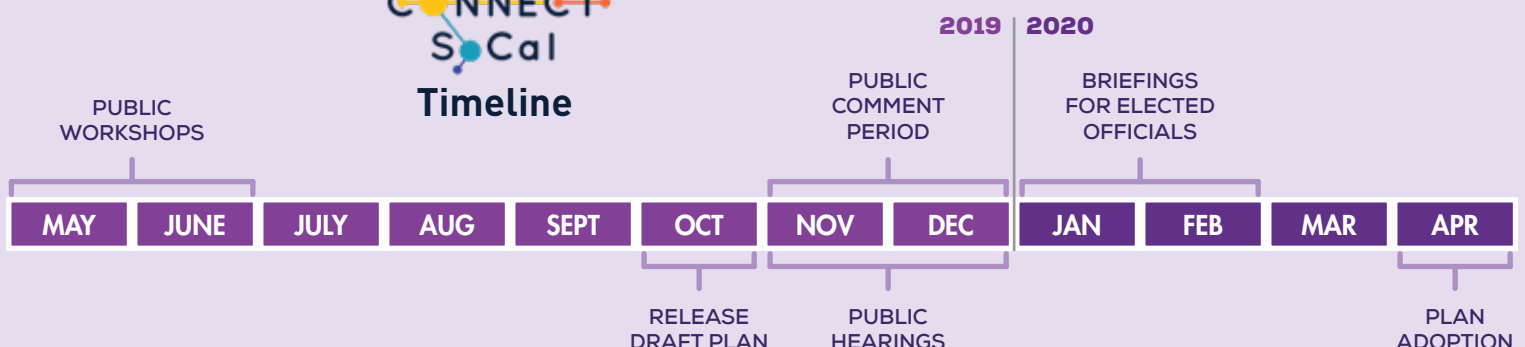 CONNECT
SoCal
Timeline
2019 2020
PUBLIC
WORKSHOPS
PUBLIC
COMMENT
PERIOD
BRIEFINGS
FOR ELECTED
OFFICIALS
MAY JUNE JULY AUG SEPT OCT NOV DEC JAN FEB MAR APR
RELEASE
DRAFT PLAN
PUBLIC
HEARINGS
PLAN
ADOPTION